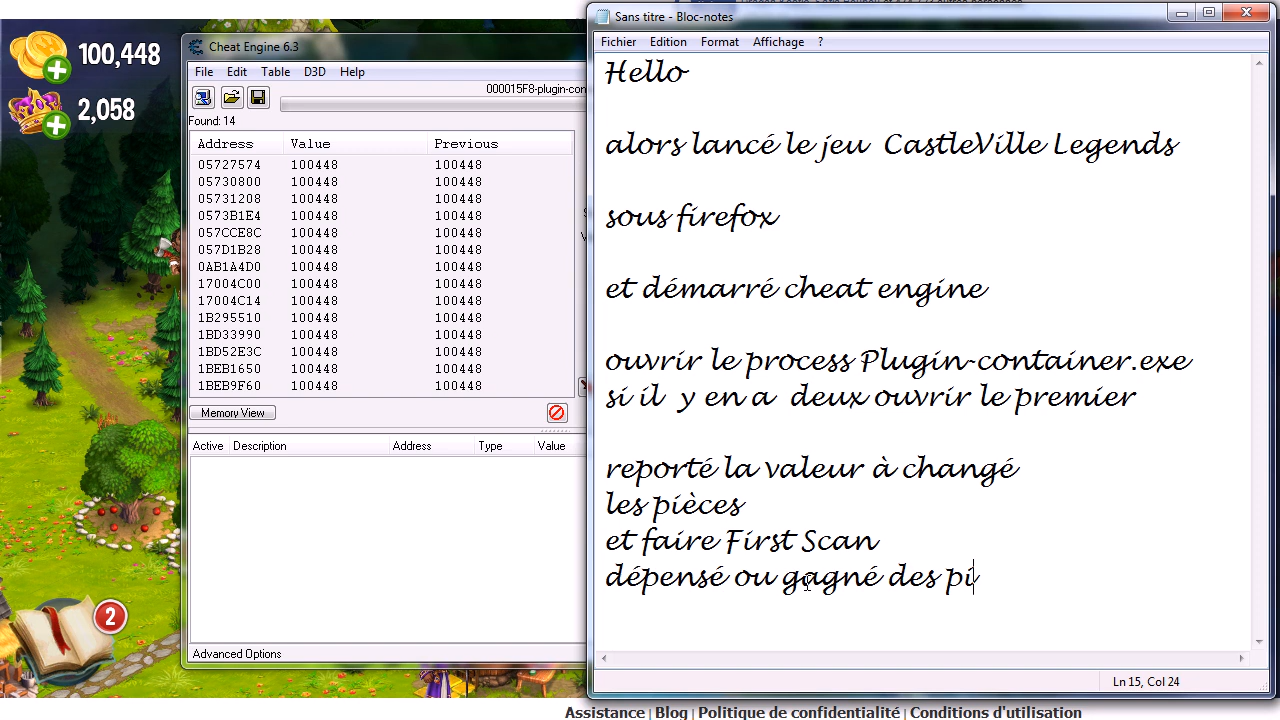 Sans titre - Bloc-notes
Fichier Edition Format Affichage ?
100,448
2,058
2
Cheat Engine 6.3
File Edit Table D3D Help
000015F8-plugin-con
Found: 14
Address Value Previous
05727574 100448 100448
05730800 100448 100448
05731208 100448 100448
0573B1E4 100448 100448
057CCE8C 100448 100448
057D1B28 100448 100448
0AB1A4D0 100448 100448
17004C00 100448 100448
17004C14 100448 100448
1B295510 100448 100448
1BD33990 100448 100448
1BD52E3C 100448 100448
1BEB1650 100448 100448
1BEB9F60 100448 100448
Memory View
Active Description Address Type Value
Advanced Options
Hello
alors lancé le jeu CastleVille Legends
sous firefox
et démarré cheat engine
ouvrir le process Plugin-container.exe
si il y en a deux ouvrir le premier
reporté la valeur à changé
les pièces
et faire First Scan
dépensé ou gagné des pi
Ln 15, Col 24
Assistance | Blog | Politique de confidentialité | Conditions d'utilisation